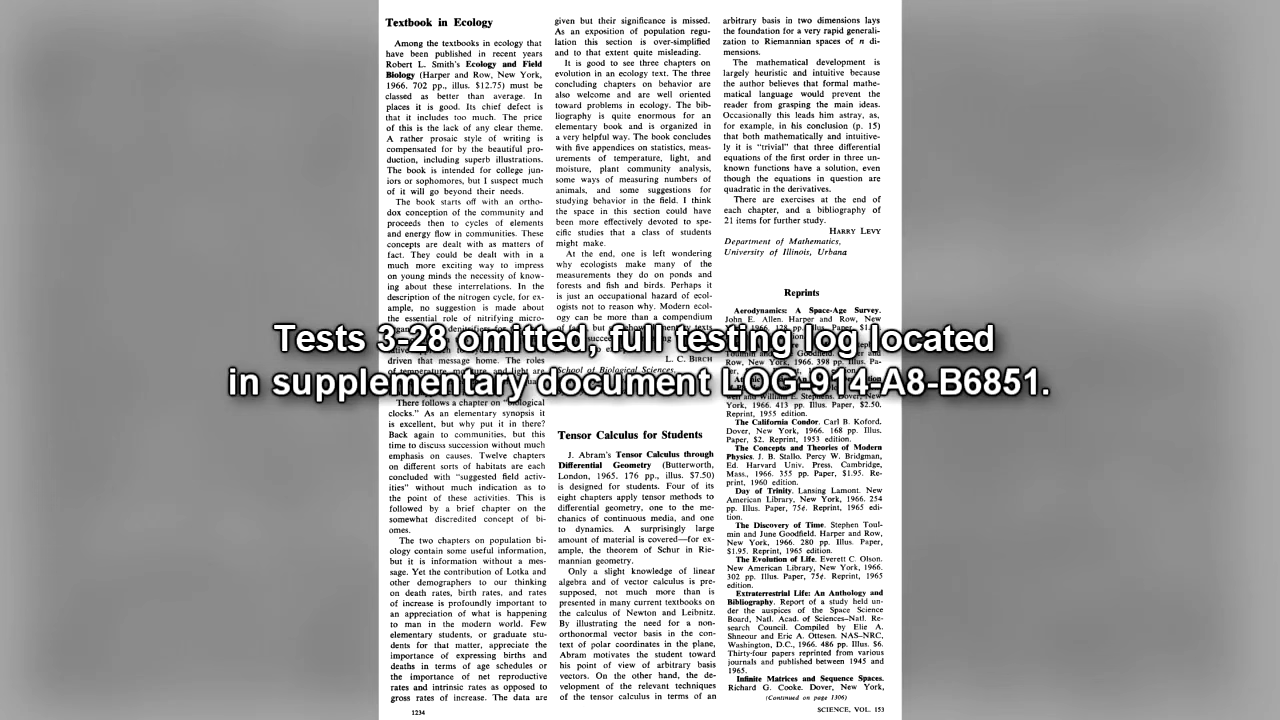 Textbook in Ecology
Among the textbooks in ecology that
have been published in recent years
Robert L. Smith's Ecology and Field
Biology (Harper and Row, New York,
1966. 702 pp., illus. $12.75) must be
classed as better than average. In
places it is good. Its chief defect is
that it includes too much. The price
of this is the lack of any clear theme.
A rather prosaic style of writing is
compensated for by the beautiful pro-
duction, including superb illustrations.
The book is intended for college jun-
iors or sophomores, but I suspect much
of it will go beyond their needs.
The book starts off with an ortho-
dox conception of the community and
proceeds then to cycles of elements
and energy flow in communities. These
concepts are dealt with as matters of
fact. They could be dealt with in a
much more exciting way to impress
on young minds the necessity of know-
ing about these interrelations. In the
description of the nitrogen cycle, for ex-
ample, no suggestion is made about
the essential role of nitrifying micro-
driven that message home. The roles
There follows a chapter on "biological
clocks." As an elementary synopsis it
is excellent, but why put it in there?
Back again to communities, but this
time to discuss succession without much
emphasis on causes. Twelve chapters
on different sorts of habitats are each
concluded with "suggested field activ-
ities" without much indication as to
the point of these activities. This is
followed by a brief chapter on the
somewhat discredited concept of bi-
omes.
The two chapters on population bi-
ology contain some useful information,
but it is information without a mes-
sage. Yet the contribution of Lotka and
other demographers to our thinking
on death rates, birth rates, and rates
of increase is profoundly important to
an appreciation of what is happening
to man in the modern world. Few
elementary students, or graduate stu-
dents for that matter, appreciate the
importance of expressing births and
deaths in terms of age schedules or
the importance of net reproductive
rates and intrinsic rates as opposed to
gross rates of increase. The data are
given but their significance is missed.
As an exposition of population regu-
lation this section is over-simplified
and to that extent quite misleading.
It is good to see three chapters on
evolution in an ecology text. The three
concluding chapters on behavior are
also welcome and are well oriented
toward problems in ecology. The bib-
liography is quite enormous for an
elementary book and is organized in
a very helpful way. The book concludes
with five appendices on statistics, meas-
urements of temperature, light, and
moisture, plant community analysis,
some ways of measuring numbers of
animals, and some suggestions for
studying behavior in the field. I think
the space in this section could have
been more effectively devoted to spe-
cific studies that a class of students
might make.
At the end, one is left wondering
why ecologists make many of the
measurements they do on ponds and
forests and fish and birds. Perhaps it
is just an occupational hazard of ecol-
ogists not to reason why. Modern ecol-
ogy can be more than a compendium
L. C. BIRCH
School of Biological Sciences,
Tensor Calculus for Students
J. Abram's Tensor Calculus through
Differential Geometry (Butterworth,
London, 1965. 176 pp., illus. $7.50)
is designed for students. Four of its
eight chapters apply tensor methods to
differential geometry, one to the me-
chanics of continuous media, and one
to dynamics. A surprisingly large
amount of material is covered—for ex-
ample, the theorem of Schur in Rie-
mannian geometry.
Only a slight knowledge of linear
algebra and of vector calculus is pre-
supposed, not much more than is
presented in many current textbooks on
the calculus of Newton and Leibnitz.
By illustrating the need for a non-
orthonormal vector basis in the con-
text of polar coordinates in the plane,
Abram motivates the student toward
his point of view of arbitrary basis
vectors. On the other hand, the de-
velopment of the relevant techniques
of the tensor calculus in terms of an
arbitrary basis in two dimensions lays
the foundation for a very rapid generali-
zation to Riemannian spaces of n di-
mensions.
The mathematical development is
largely heuristic and intuitive because
the author believes that formal mathe-
matical language would prevent the
reader from grasping the main ideas.
Occasionally this leads him astray, as,
for example, in his conclusion (p. 15)
that both mathematically and intuitive-
ly it is "trivial" that three differential
equations of the first order in three un-
known functions have a solution, even
though the equations in question are
quadratic in the derivatives.
There are exercises at the end of
each chapter, and a bibliography of
21 items for further study.
HARRY LEVY
Department of Mathematics,
University of Illinois, Urbana
Reprints
Aerodynamics: A Space-Age Survey.
John E. Allen. Harper and Row, New
Row, New York, 1966. 398 pp. Illus. Pa-
York, 1966. 413 pp. Illus. Paper, $2.50.
Reprint, 1955 edition.
The California Condor. Carl B. Koford.
Dover, New York, 1966. 168 pp. Illus.
Paper, $2. Reprint, 1953 edition.
The Concepts and Theories of Modern
Physics. J. B. Stallo. Percy W. Bridgman,
Ed. Harvard Univ. Press. Cambridge,
Mass., 1966. 355 pp. Paper, $1.95. Re-
print, 1960 edition.
Day of Trinity. Lansing Lamont. New
American Library, New York, 1966. 254
pp. Illus. Paper, 75¢. Reprint, 1965 edi-
tion.
The Discovery of Time. Stephen Toul-
min and June Goodfield. Harper and Row,
New York, 1966. 280 pp. Illus. Paper,
$1.95. Reprint, 1965 edition.
The Evolution of Life. Everett C. Olson.
New American Library, New York, 1966.
302 pp. Illus. Paper, 75¢. Reprint, 1965
edition.
Extraterrestrial Life: An Anthology and
Bibliography. Report of a study held un-
der the auspices of the Space Science
Board, Natl. Acad. of Sciences–Natl. Re-
search Council. Compiled by Elie A.
Shneour and Eric A. Ottesen. NAS–NRC,
Washington, D.C., 1966. 486 pp. Illus. $6.
Thirty-four papers reprinted from various
journals and published between 1945 and
1965.
Infinite Matrices and Sequence Spaces.
Richard G. Cooke. Dover, New York,
(Continued on page 1306)
1234
SCIENCE, VOL. 153
Tests 3-28 omitted, full testing log located
in supplementary document LOG-914-A8-B6851.